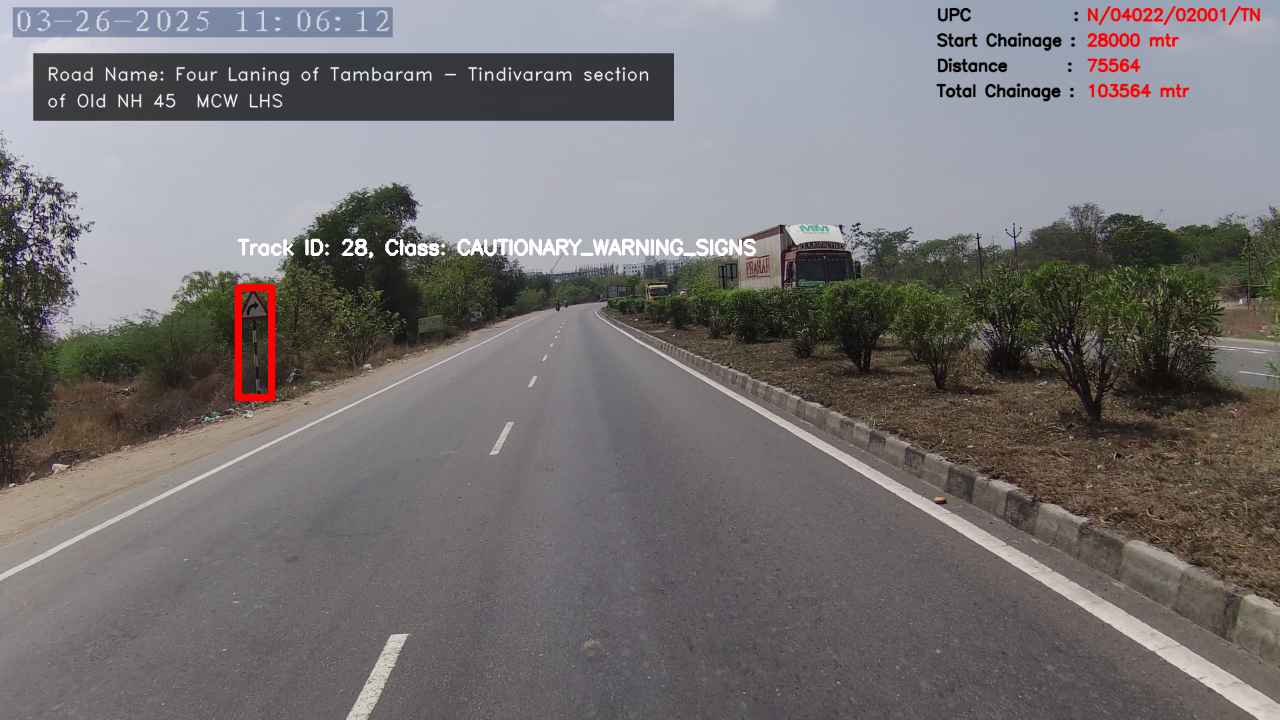 03-26-2025 11:06:12
Road Name: Four Laning of Tambaram - Tindivaram section
of Old NH 45 MCW LHS
UPC : N/04022/02001/TN
Start Chainage : 28000 mtr
Distance : 75564
Total Chainage : 103564 mtr
Track ID: 28, Class: CAUTIONARY_WARNING_SIGNS
MM